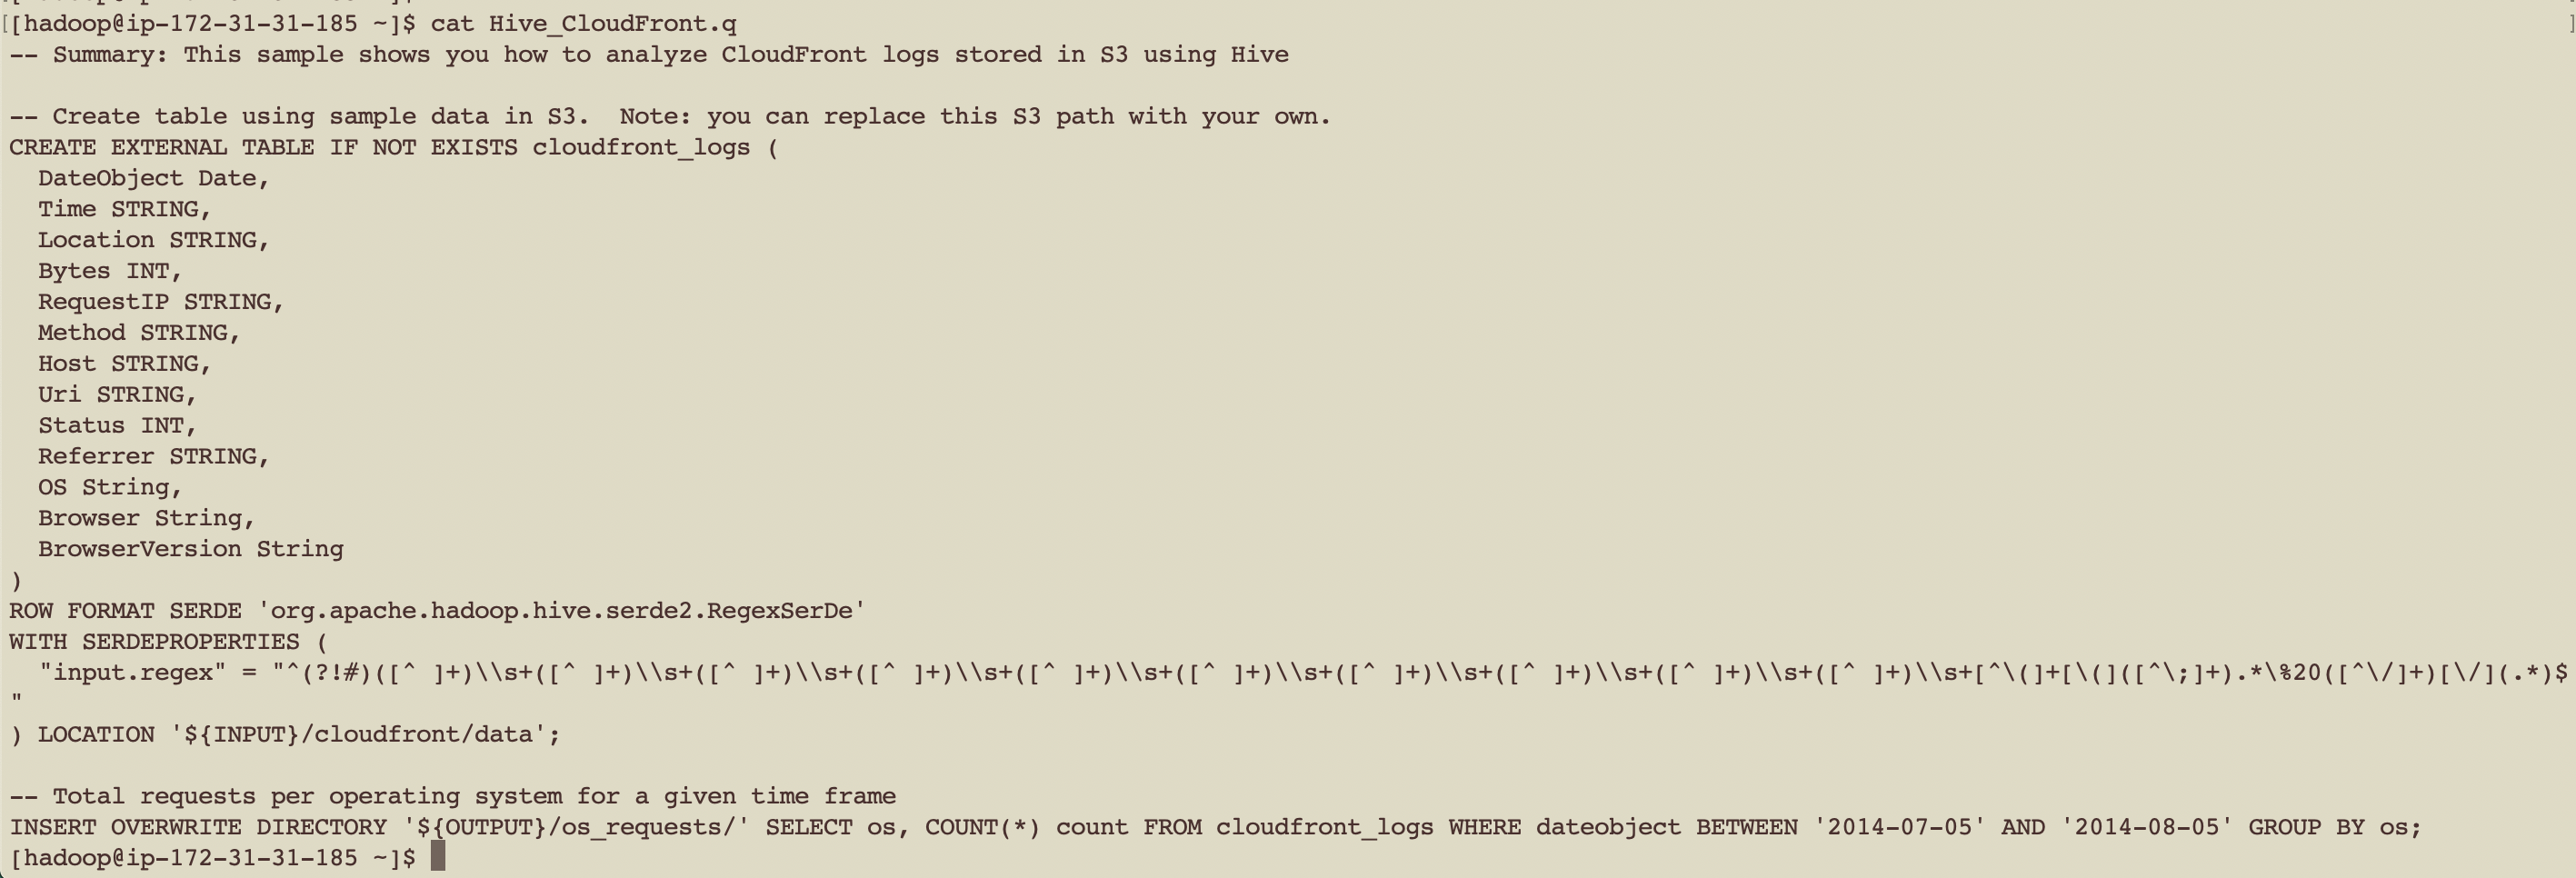 [[hadoop@ip-172-31-31-185 ~]$ cat Hive_CloudFront.q ]
-- Summary: This sample shows you how to analyze CloudFront logs stored in S3 using Hive
-- Create table using sample data in S3.  Note: you can replace this S3 path with your own.
CREATE EXTERNAL TABLE IF NOT EXISTS cloudfront_logs (
  DateObject Date,
  Time STRING,
  Location STRING,
  Bytes INT,
  RequestIP STRING,
  Method STRING,
  Host STRING,
  Uri STRING,
  Status INT,
  Referrer STRING,
  OS String,
  Browser String,
  BrowserVersion String
)
ROW FORMAT SERDE 'org.apache.hadoop.hive.serde2.RegexSerDe'
WITH SERDEPROPERTIES (
  "input.regex" = "^(?!#)([^ ]+)\\s+([^ ]+)\\s+([^ ]+)\\s+([^ ]+)\\s+([^ ]+)\\s+([^ ]+)\\s+([^ ]+)\\s+([^ ]+)\\s+([^ ]+)\\s+([^ ]+)\\s+[^\(]+[\(]([^\;]+).*\%20([^\/]+)[\/](.*)$
"
) LOCATION '${INPUT}/cloudfront/data';
-- Total requests per operating system for a given time frame
INSERT OVERWRITE DIRECTORY '${OUTPUT}/os_requests/' SELECT os, COUNT(*) count FROM cloudfront_logs WHERE dateobject BETWEEN '2014-07-05' AND '2014-08-05' GROUP BY os;
[hadoop@ip-172-31-31-185 ~]$